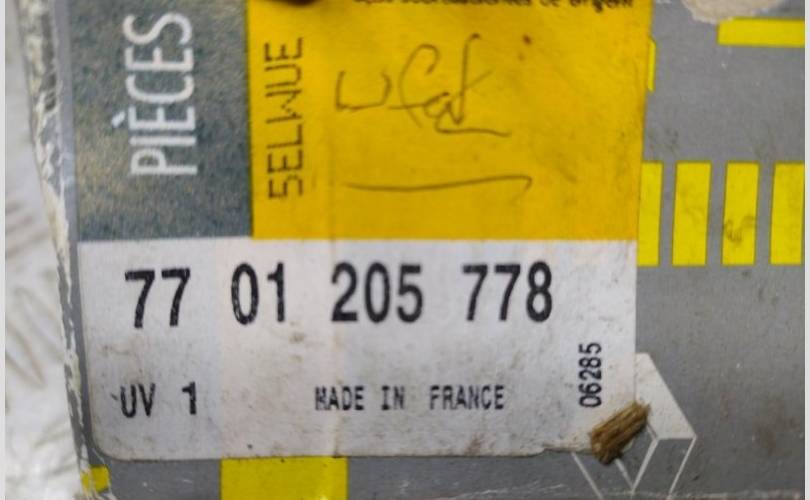 PIÈCES
SELWUE
77 01 205 778
UV 1 MADE IN FRANCE
06285